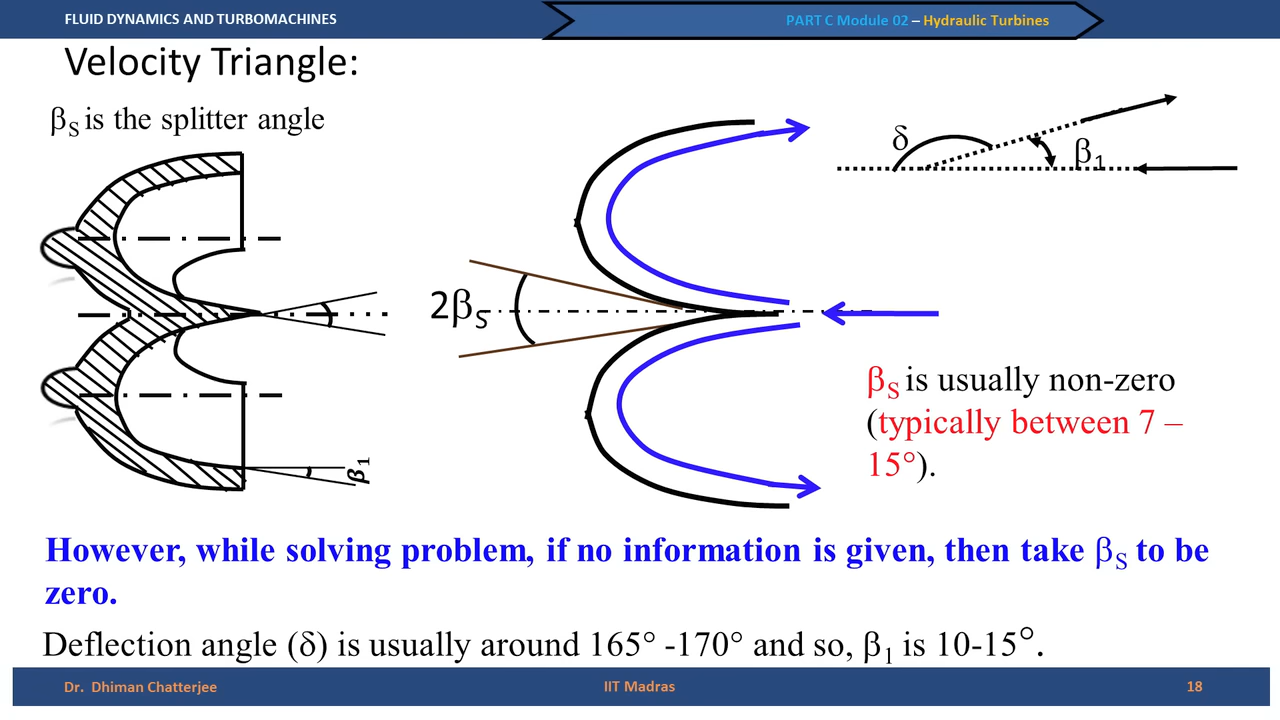 FLUID DYNAMICS AND TURBOMACHINES
PART C Module 02 – Hydraulic Turbines
Velocity Triangle:
βS is the splitter angle
δ
β1
2βS
βS is usually non-zero
(typically between 7 –
15°).
β1
However, while solving problem, if no information is given, then take βS to be
zero.
Deflection angle (δ) is usually around 165° -170° and so, β1 is 10-15°.
Dr. Dhiman Chatterjee
IIT Madras
18